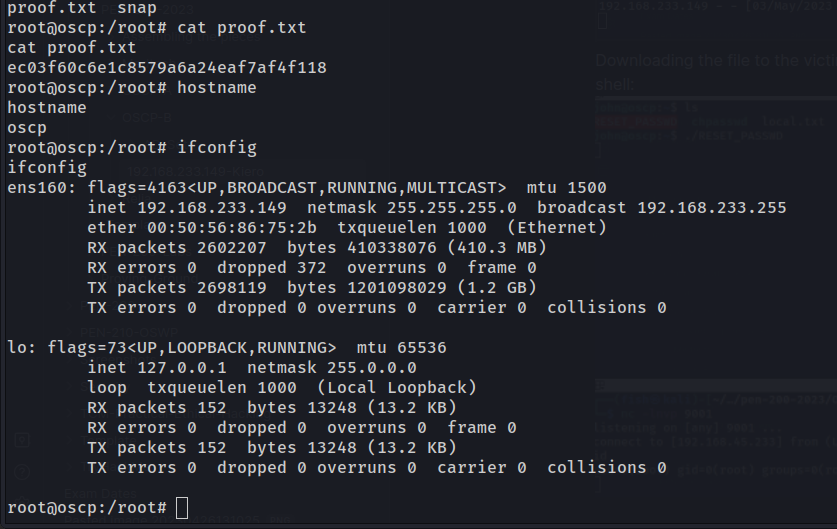 proof.txt  snap
root@oscp:/root# cat proof.txt
cat proof.txt
ec03f60c6e1c8579a6a24eaf7af4f118
root@oscp:/root# hostname
hostname
oscp
root@oscp:/root# ifconfig
ifconfig
ens160: flags=4163<UP,BROADCAST,RUNNING,MULTICAST>  mtu 1500
        inet 192.168.233.149  netmask 255.255.255.0  broadcast 192.168.233.255
        ether 00:50:56:86:75:2b  txqueuelen 1000  (Ethernet)
        RX packets 2602207  bytes 410338076 (410.3 MB)
        RX errors 0  dropped 372  overruns 0  frame 0
        TX packets 2698119  bytes 1201098029 (1.2 GB)
        TX errors 0  dropped 0 overruns 0  carrier 0  collisions 0

lo: flags=73<UP,LOOPBACK,RUNNING>  mtu 65536
        inet 127.0.0.1  netmask 255.0.0.0
        loop  txqueuelen 1000  (Local Loopback)
        RX packets 152  bytes 13248 (13.2 KB)
        RX errors 0  dropped 0  overruns 0  frame 0
        TX packets 152  bytes 13248 (13.2 KB)
        TX errors 0  dropped 0 overruns 0  carrier 0  collisions 0

root@oscp:/root#
Downloading the file to the
shell: